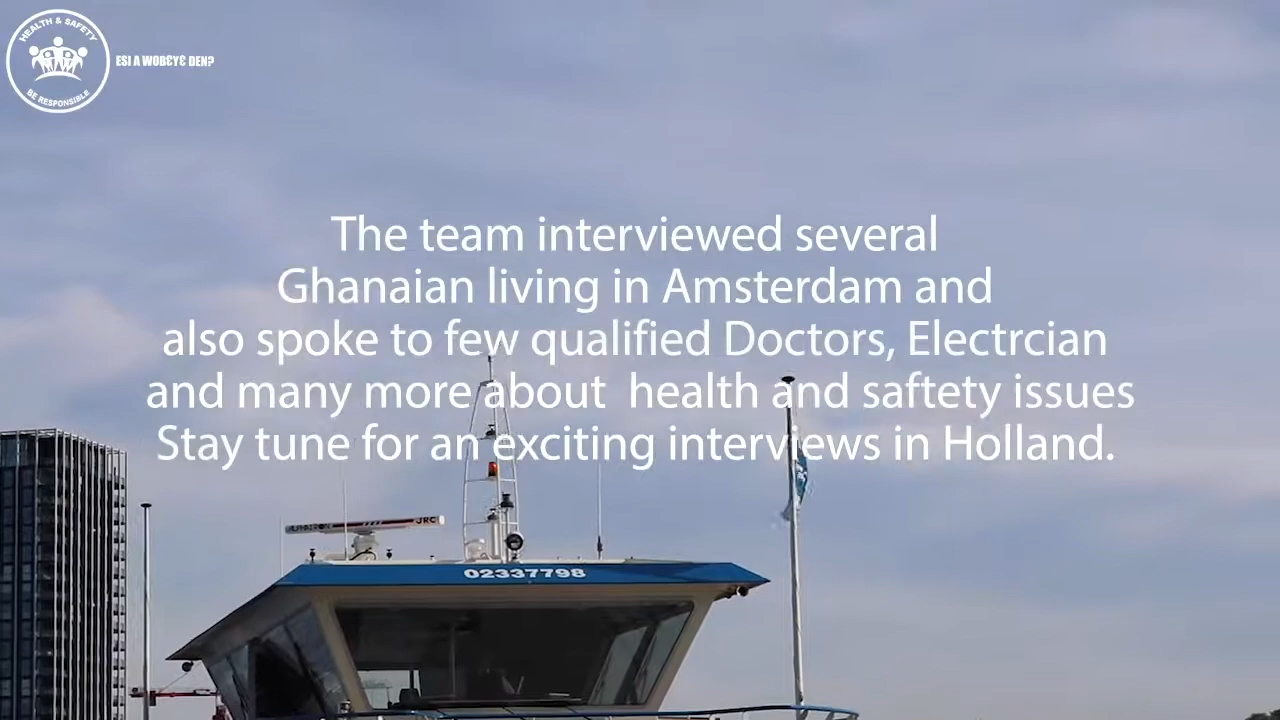 HEALTH & SAFETY
BE RESPONSIBLE
ESI A WOBƐYƐ DEN?
The team interviewed several
Ghanaian living in Amsterdam and
also spoke to few qualified Doctors, Electrcian
and many more about  health and saftety issues
Stay tune for an exciting interviews in Holland.
JRC
02337798